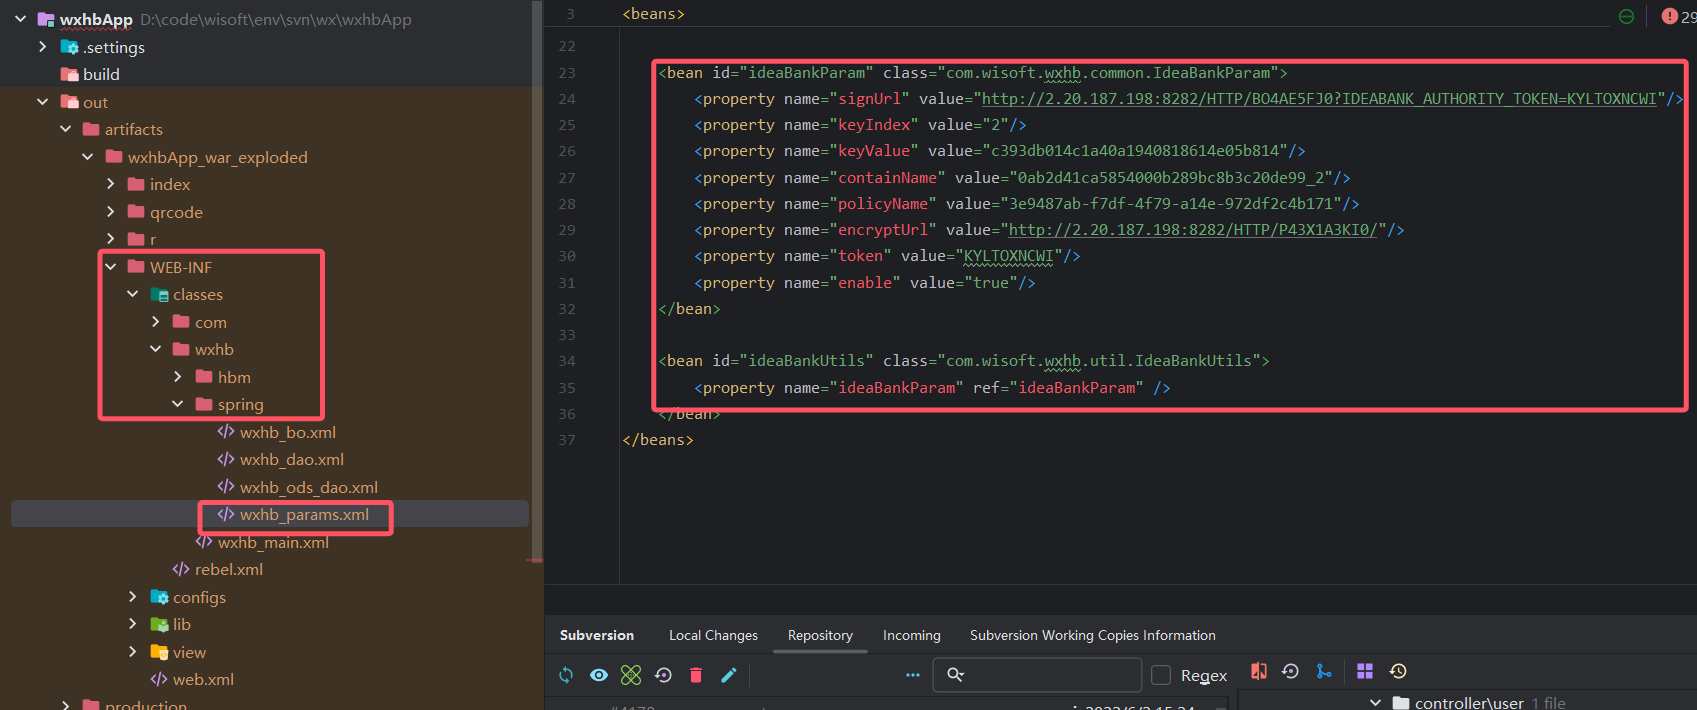 wxhbApp D:\code\wisoft\env\svn\wx\wxhbApp
.settings
build
out
artifacts
wxhbApp_war_exploded
index
qrcode
r
WEB-INF
classes
com
wxhb
hbm
spring
wxhb_bo.xml
wxhb_dao.xml
wxhb_ods_dao.xml
wxhb_params.xml
wxhb_main.xml
rebel.xml
configs
lib
view
web.xml
production
3 <beans> 29
22
23 <bean id="ideaBankParam" class="com.wisoft.wxhb.common.IdeaBankParam">
24 <property name="signUrl" value="http://2.20.187.198:8282/HTTP/BO4AE5FJ0?IDEABANK_AUTHORITY_TOKEN=KYLTOXNCWI"/>
25 <property name="keyIndex" value="2"/>
26 <property name="keyValue" value="c393db014c1a40a1940818614e05b814"/>
27 <property name="containName" value="0ab2d41ca5854000b289bc8b3c20de99_2"/>
28 <property name="policyName" value="3e9487ab-f7df-4f79-a14e-972df2c4b171"/>
29 <property name="encryptUrl" value="http://2.20.187.198:8282/HTTP/P43X1A3KI0/"/>
30 <property name="token" value="KYLTOXNCWI"/>
31 <property name="enable" value="true"/>
32 </bean>
33
34 <bean id="ideaBankUtils" class="com.wisoft.wxhb.util.IdeaBankUtils">
35 <property name="ideaBankParam" ref="ideaBankParam" />
36 </bean>
37 </beans>
Subversion Local Changes Repository Incoming Subversion Working Copies Information
Regex
controller\user 1 file